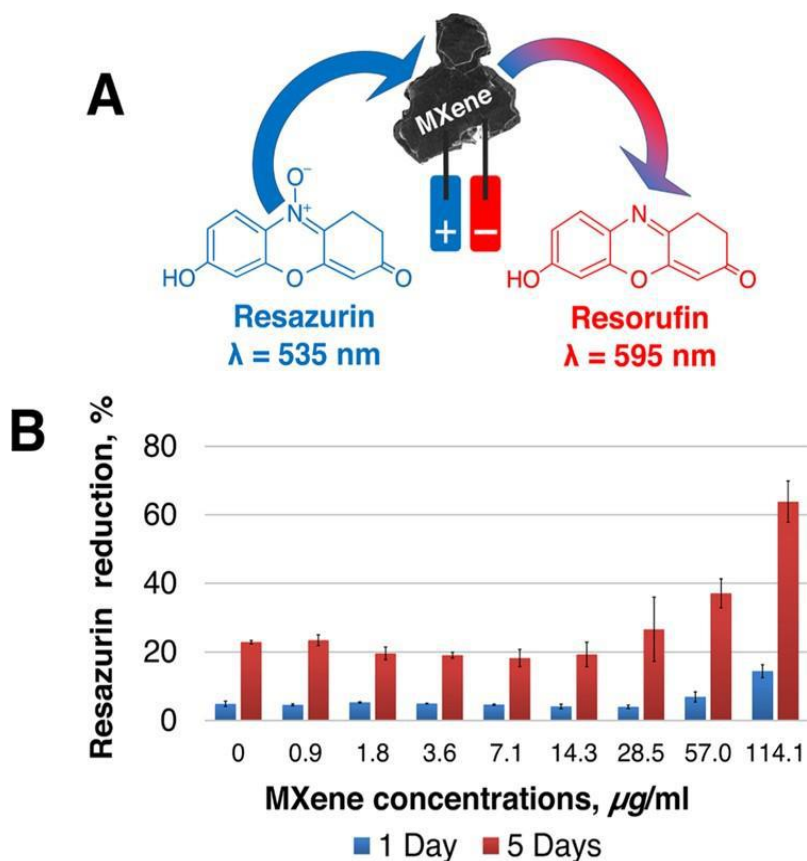 A
MXene
+ −
O⁻
N⁺
HO
O
O
N
HO
O
O
Resazurin
λ = 535 nm
Resorufin
λ = 595 nm
B
Resazurin reduction, %
80
60
40
20
0
0 0.9 1.8 3.6 7.1 14.3 28.5 57.0 114.1
MXene concentrations, µg/ml
1 Day 5 Days